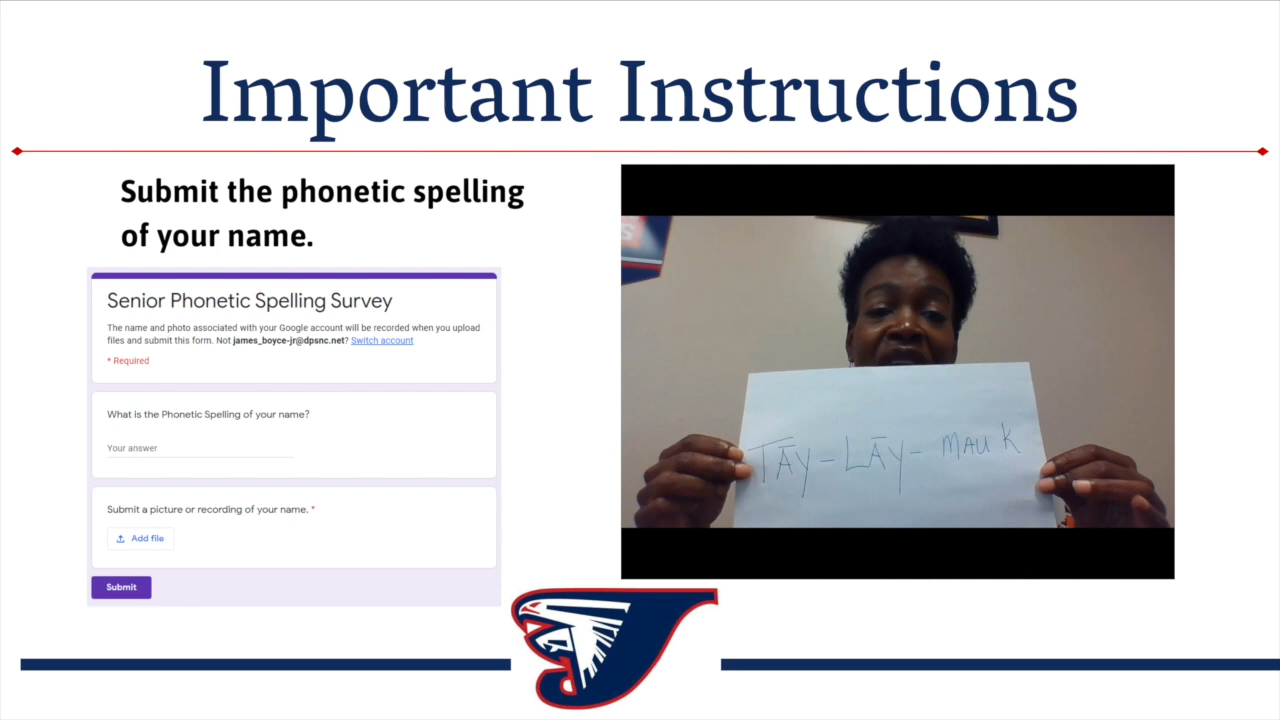 Important Instructions
Submit the phonetic spelling
of your name.
Senior Phonetic Spelling Survey
The name and photo associated with your Google account will be recorded when you upload
files and submit this form. Not james_boyce-jr@dpsnc.net? Switch account
* Required
What is the Phonetic Spelling of your name?
Your answer
Submit a picture or recording of your name. *
Add file
Submit
S
TĀY - LĀY - MAUK